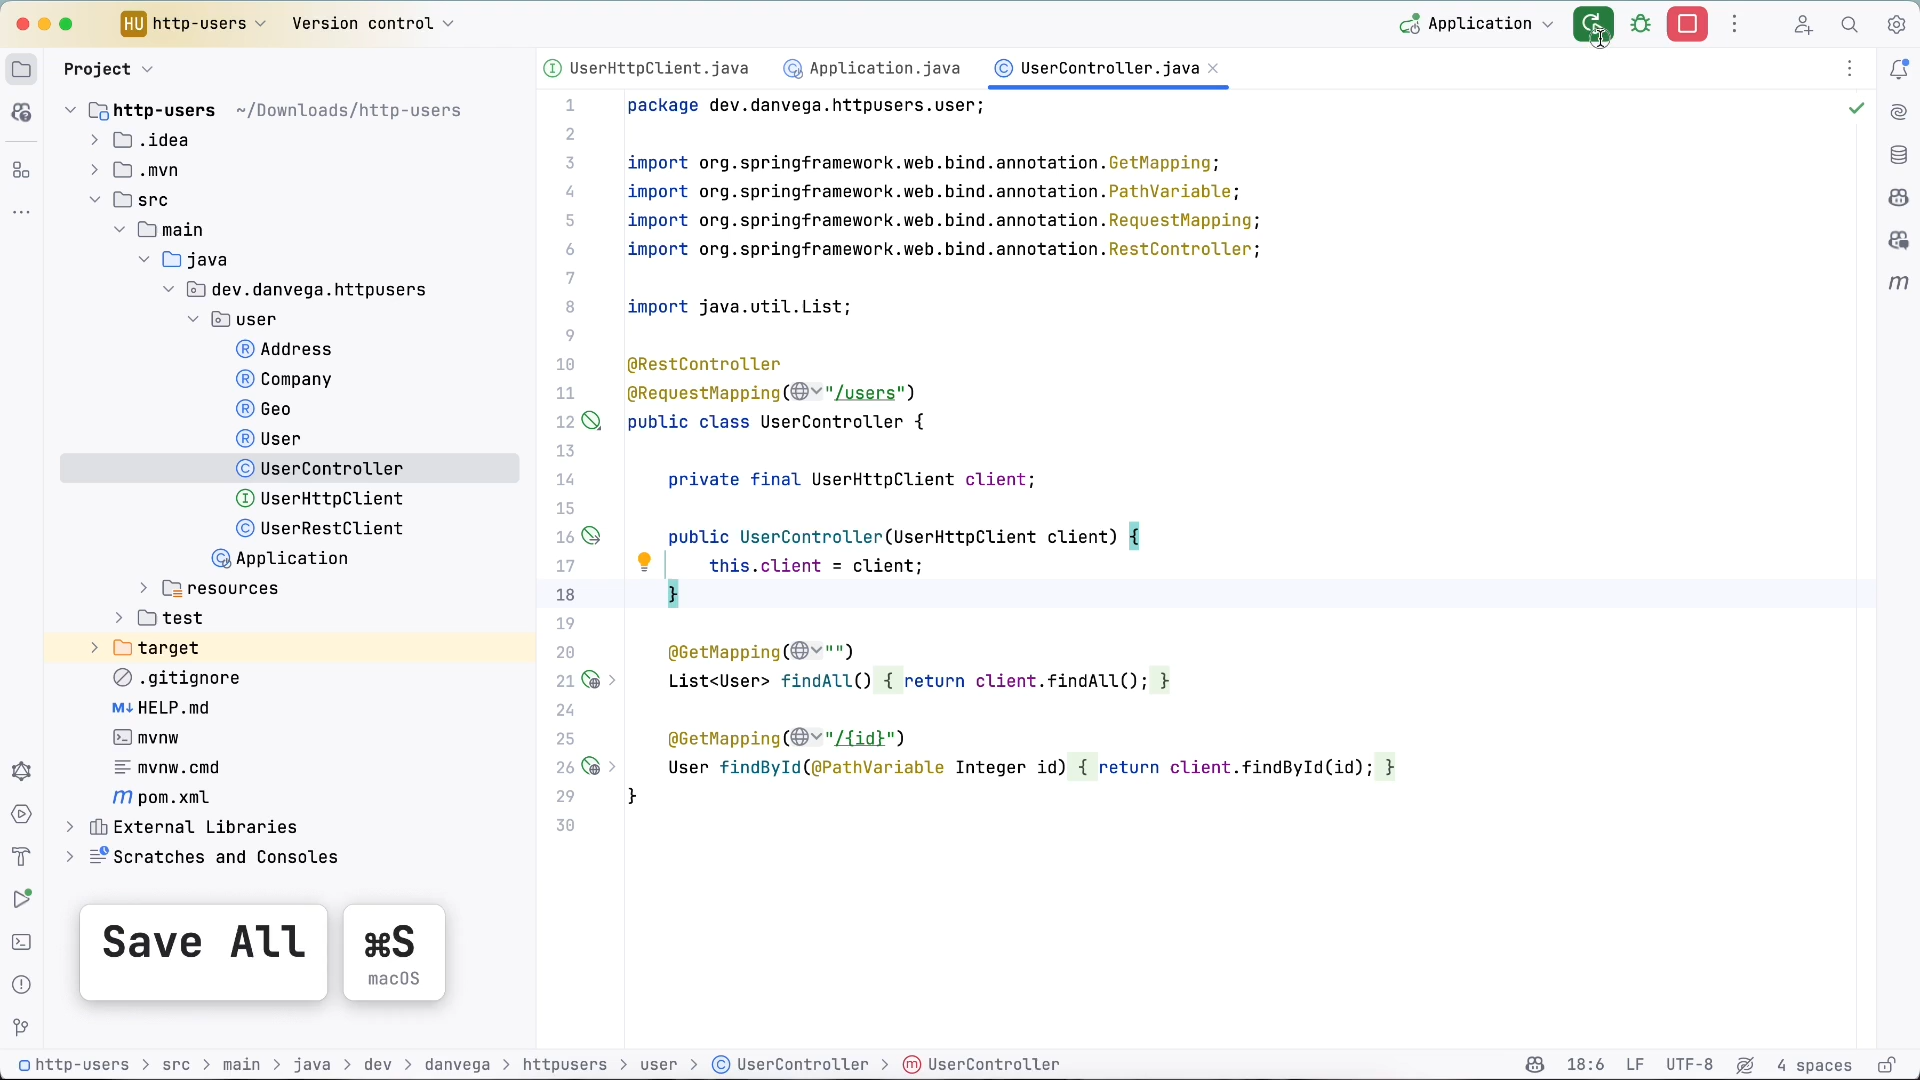 HU http-users Version control Application
Project
UserHttpClient.java Application.java UserController.java
http-users ~/Downloads/http-users
.idea
.mvn
src
main
java
dev.danvega.httpusers
user
R Address
R Company
R Geo
R User
C UserController
I UserHttpClient
C UserRestClient
Application
resources
test
target
.gitignore
M↓ HELP.md
mvnw
mvnw.cmd
m pom.xml
External Libraries
Scratches and Consoles
1 package dev.danvega.httpusers.user;
2
3 import org.springframework.web.bind.annotation.GetMapping;
4 import org.springframework.web.bind.annotation.PathVariable;
5 import org.springframework.web.bind.annotation.RequestMapping;
6 import org.springframework.web.bind.annotation.RestController;
7
8 import java.util.List;
9
10 @RestController
11 @RequestMapping("/users")
12 public class UserController {
13
14 private final UserHttpClient client;
15
16 public UserController(UserHttpClient client) {
17 this.client = client;
18 }
19
20 @GetMapping("")
21 List<User> findAll() { return client.findAll(); }
24
25 @GetMapping("/{id}")
26 User findById(@PathVariable Integer id) { return client.findById(id); }
29 }
30
m
Save All ⌘S
macOS
http-users > src > main > java > dev > danvega > httpusers > user > C UserController > m UserController 18:6 LF UTF-8 4 spaces